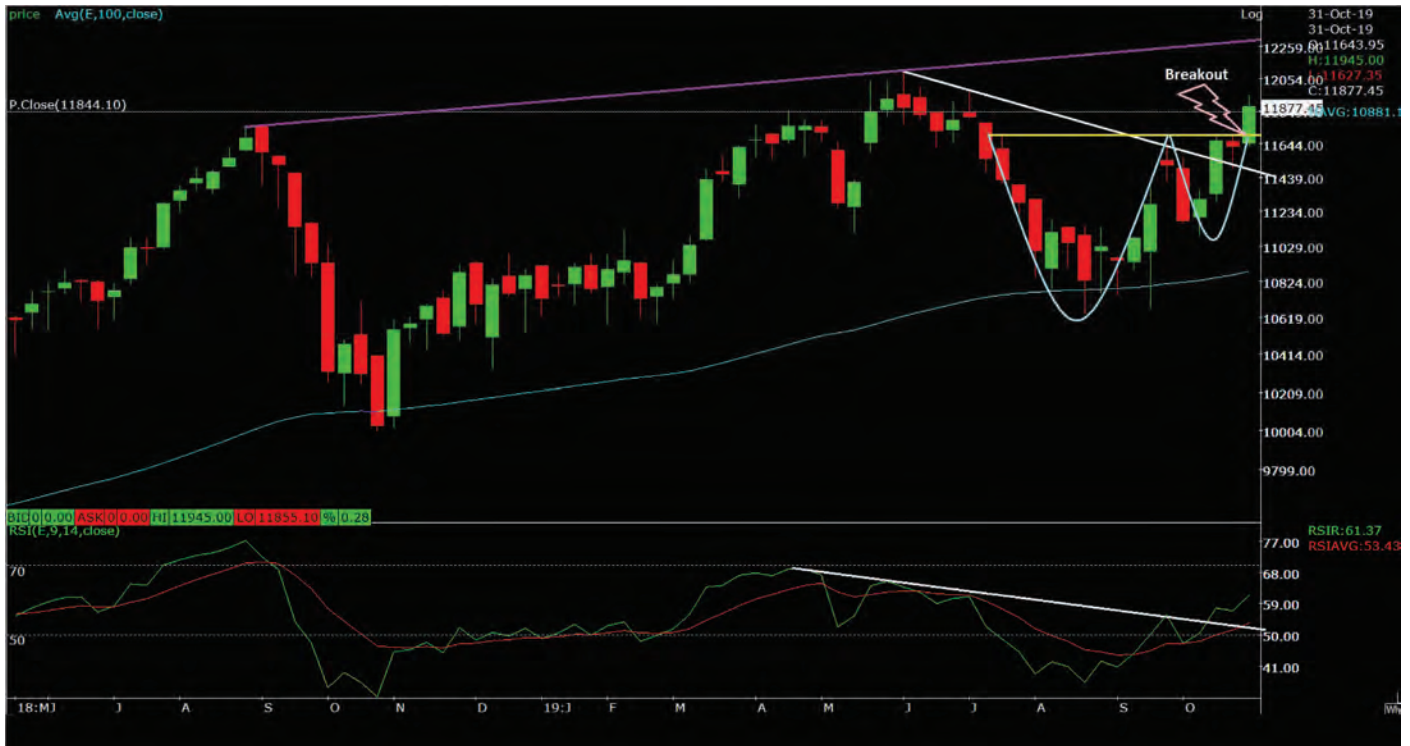 price Avg(E,100,close)
Log
31-Oct-19
31-Oct-19
O:11643.95
H:11945.00
L:11627.35
C:11877.45
12259.00
12054.00
Breakout
P.Close(11844.10)
11877.45
AVG:10881.1
11644.00
11439.00
11234.00
11029.00
10824.00
10619.00
10414.00
10209.00
10004.00
9799.00
BID 0 0.00 ASK 0 0.00 HI 11945.00 LO 11855.10 % 0.28
RSI(E,9,14,close)
RSIR:61.37
RSIAVG:53.43
77.00
70
68.00
59.00
50
50.00
41.00
18:MJ J A S O N D 19:J F M A M J J A S O